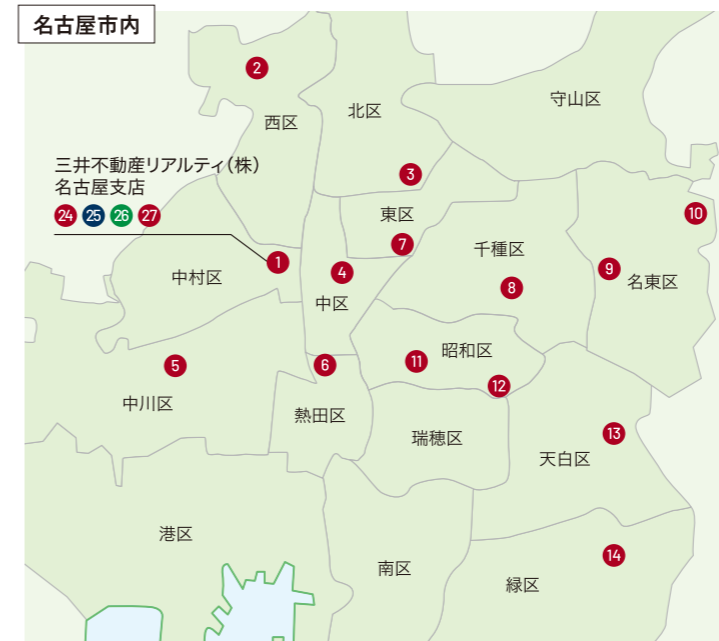 名古屋市内
2
北区
守山区
西区
三井不動産リアルティ(株)
名古屋支店
24 25 26 27
3
東区
10
7
千種区
1
4
9
中村区
名東区
8
中区
昭和区
5
6
11
12
中川区
熱田区
瑞穂区
13
天白区
港区
14
南区
緑区